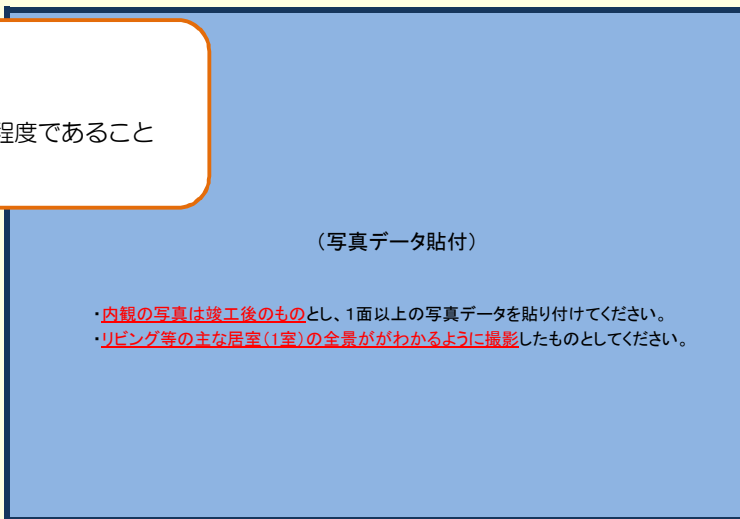 程度であること
（写真データ貼付）
・内観の写真は竣工後のものとし、1面以上の写真データを貼り付けてください。
・リビング等の主な居室（1室）の全景ががわかるように撮影したものとしてください。